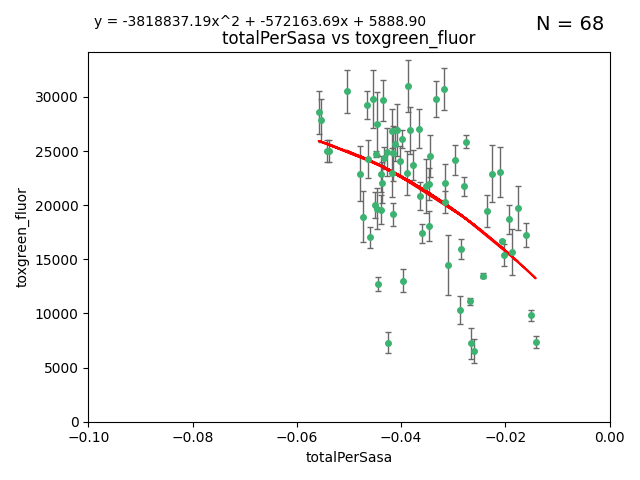 y = -3818837.19x^2 + -572163.69x + 5888.90
N = 68
totalPerSasa vs toxgreen_fluor
30000
25000
20000
15000
10000
5000
0
toxgreen_fluor
−0.10 −0.08 −0.06 −0.04 −0.02 0.00
totalPerSasa